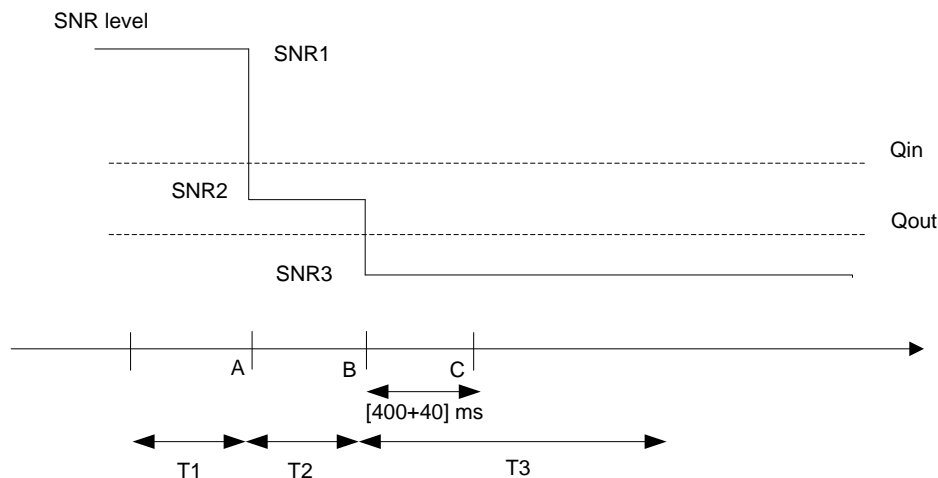 SNR level
SNR1
Qin
SNR2
Qout
SNR3
A
B
C
[400+40] ms
T1
T2
T3